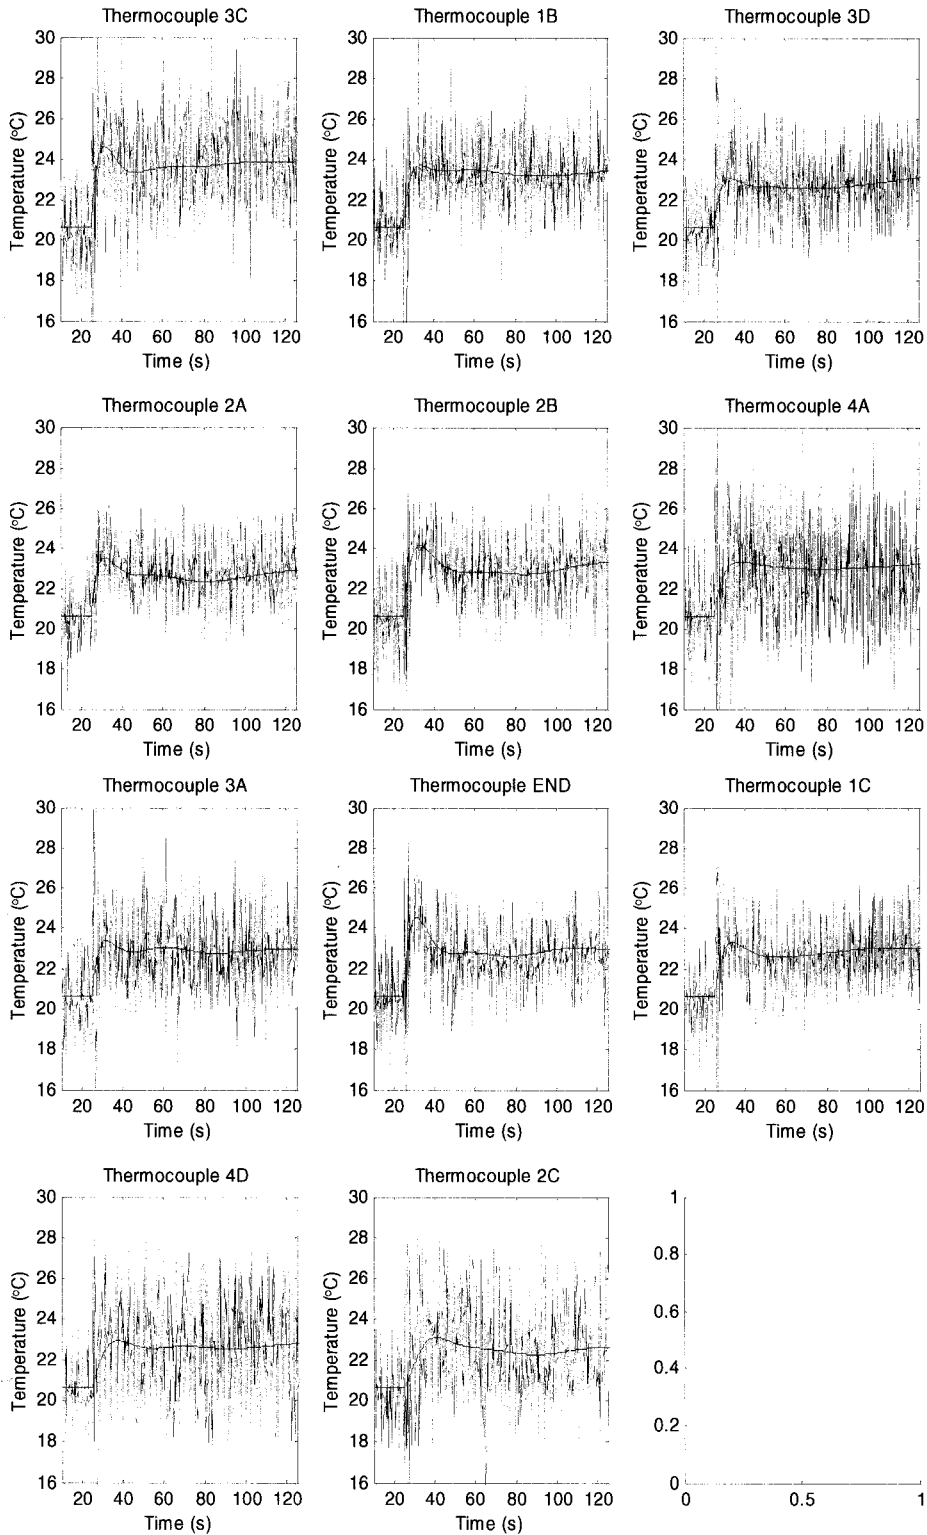 Thermocouple 3C
Thermocouple 1B
Thermocouple 3D
Temperature (°C)
30
28
26
24
22
20
18
16
20 40 60 80 100 120
Time (s)
Temperature (°C)
30
28
26
24
22
20
18
16
20 40 60 80 100 120
Time (s)
Temperature (°C)
30
28
26
24
22
20
18
16
20 40 60 80 100 120
Time (s)
Thermocouple 2A
Thermocouple 2B
Thermocouple 4A
Temperature (°C)
30
28
26
24
22
20
18
16
20 40 60 80 100 120
Time (s)
Temperature (°C)
30
28
26
24
22
20
18
16
20 40 60 80 100 120
Time (s)
Temperature (°C)
30
28
26
24
22
20
18
16
20 40 60 80 100 120
Time (s)
Thermocouple 3A
Thermocouple END
Thermocouple 1C
Temperature (°C)
30
28
26
24
22
20
18
16
20 40 60 80 100 120
Time (s)
Temperature (°C)
30
28
26
24
22
20
18
16
20 40 60 80 100 120
Time (s)
Temperature (°C)
30
28
26
24
22
20
18
16
20 40 60 80 100 120
Time (s)
Thermocouple 4D
Thermocouple 2C
Temperature (°C)
30
28
26
24
22
20
18
16
20 40 60 80 100 120
Time (s)
Temperature (°C)
30
28
26
24
22
20
18
16
20 40 60 80 100 120
Time (s)
1
0.8
0.6
0.4
0.2
0
0 0.5 1